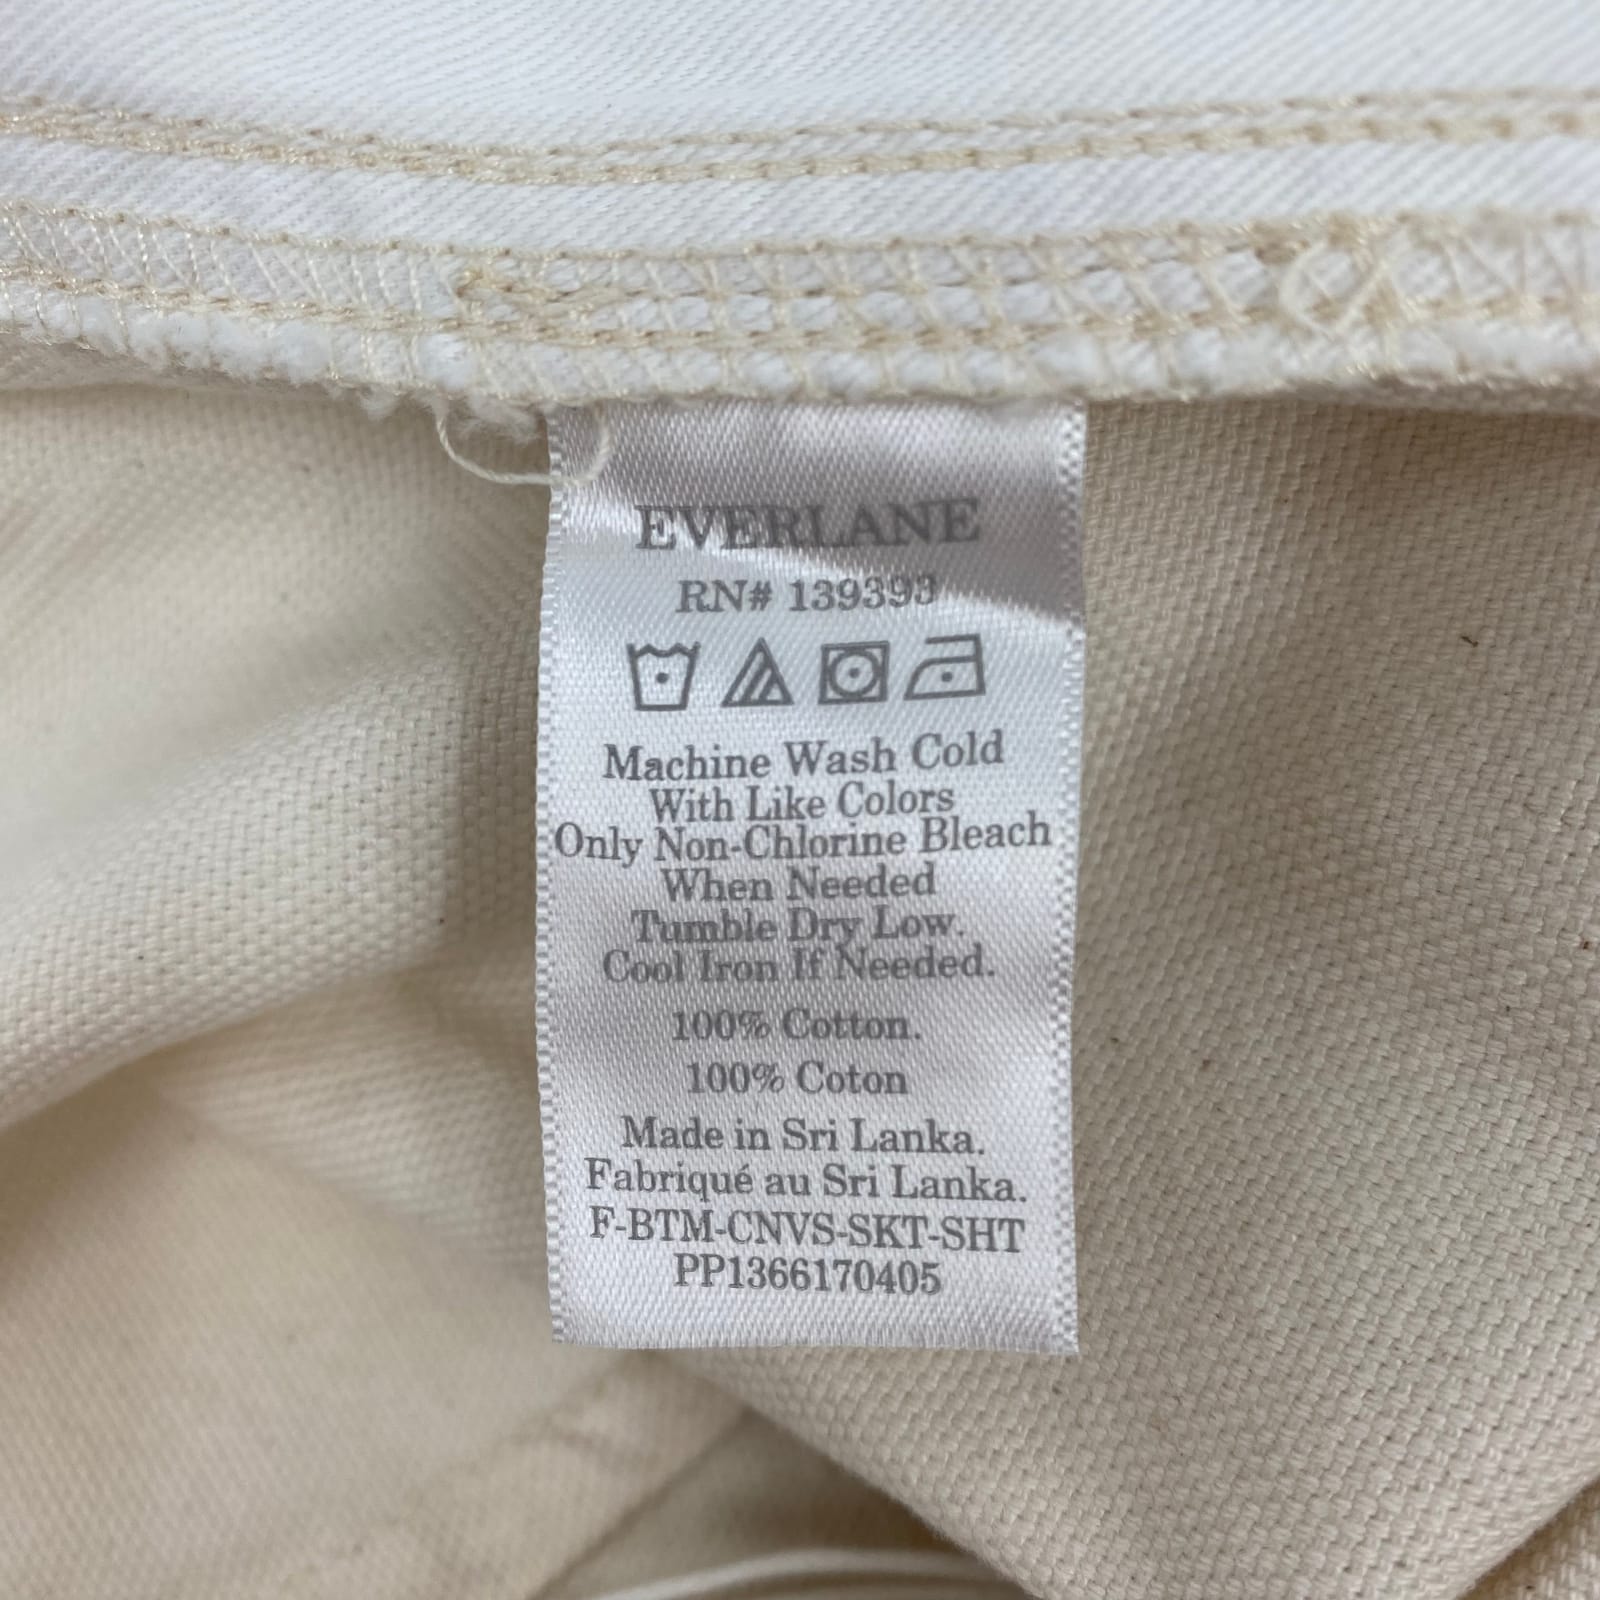 EVERLANE
RN# 139393
Machine Wash Cold
With Like Colors
Only Non-Chlorine Bleach
When Needed
Tumble Dry Low.
Cool Iron If Needed.
100% Cotton.
100% Coton
Made in Sri Lanka.
Fabriqué au Sri Lanka.
F-BTM-CNVS-SKT-SHT
PP1366170405